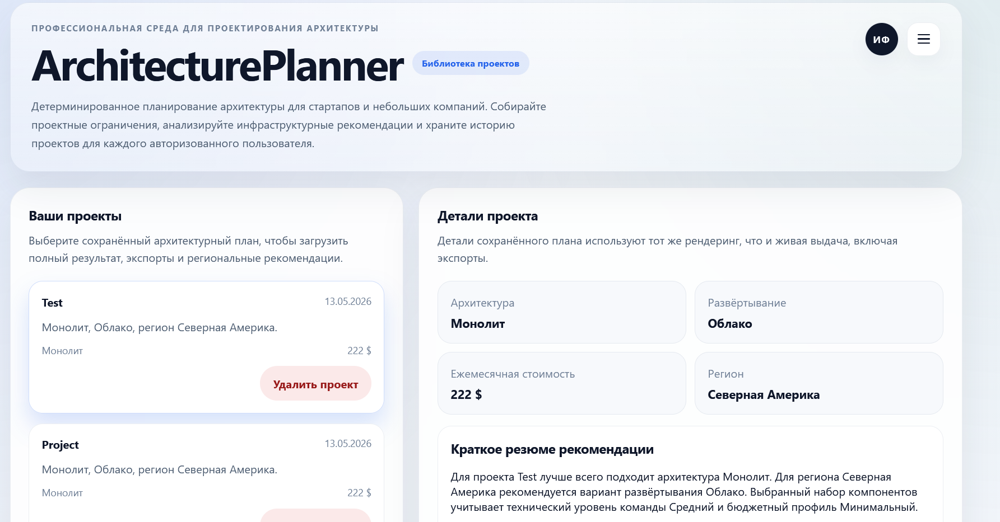 ПРОФЕССИОНАЛЬНАЯ СРЕДА ДЛЯ ПРОЕКТИРОВАНИЯ АРХИТЕКТУРЫ
ArchitecturePlanner
Библиотека проектов
ИФ
Детерминированное планирование архитектуры для стартапов и небольших компаний. Собирайте
проектные ограничения, анализируйте инфраструктурные рекомендации и храните историю
проектов для каждого авторизованного пользователя.
Ваши проекты
Выберите сохранённый архитектурный план, чтобы загрузить
полный результат, экспорты и региональные рекомендации.
Test
13.05.2026
Монолит, Облако, регион Северная Америка.
Монолит
222 $
Удалить проект
Project
13.05.2026
Монолит, Облако, регион Северная Америка.
Монолит
222 $
Детали проекта
Детали сохранённого плана используют тот же рендеринг, что и живая выдача, включая
экспорты.
Архитектура
Монолит
Развёртывание
Облако
Ежемесячная стоимость
222 $
Регион
Северная Америка
Краткое резюме рекомендации
Для проекта Test лучше всего подходит архитектура Монолит. Для региона Северная
Америка рекомендуется вариант развёртывания Облако. Выбранный набор компонентов
учитывает технический уровень команды Средний и бюджетный профиль Минимальный.